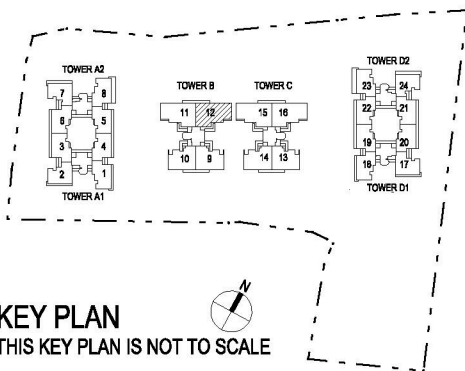 TOWER D2
TOWER A2
23 24
7 8
TOWER B TOWER C
22 21
11 12 15 16
6 5
3 4
19 20
10 9 14 13
18 17
2 1
TOWER D1
TOWER A1
N
KEY PLAN
THIS KEY PLAN IS NOT TO SCALE